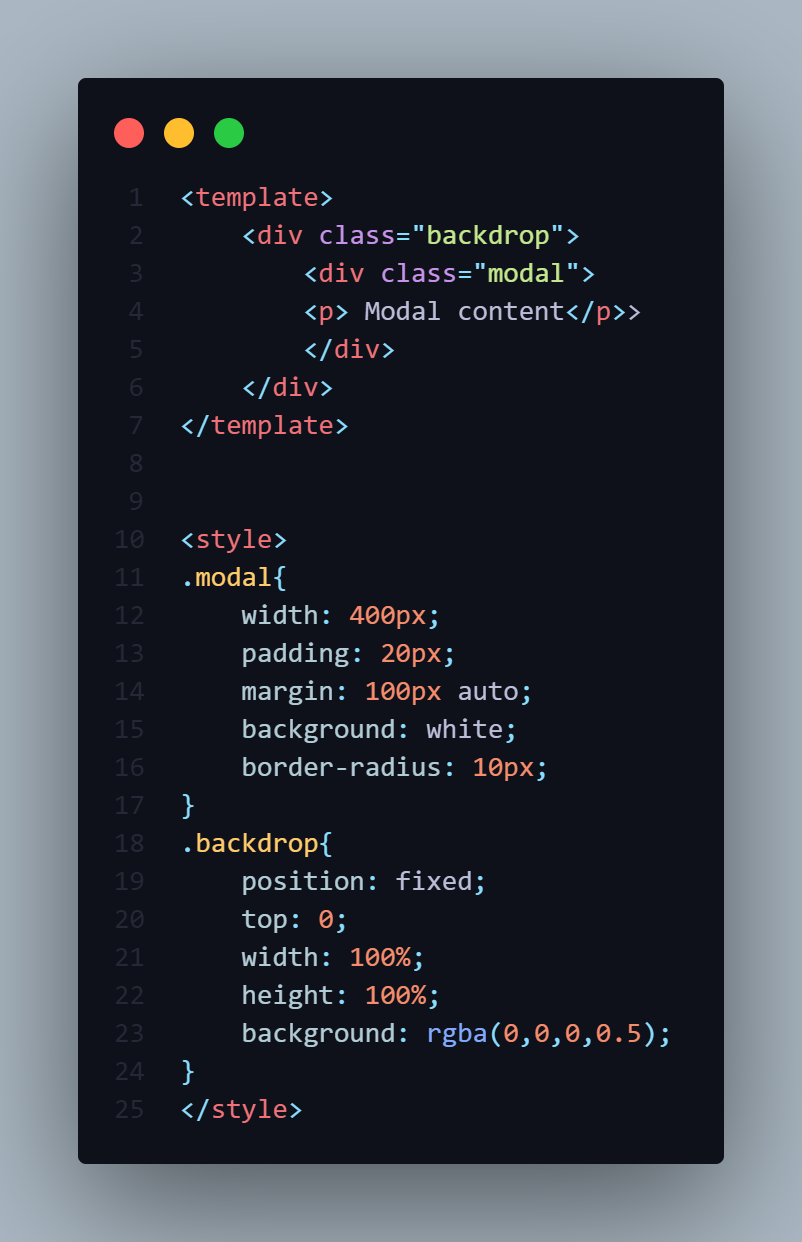 1 <template>
2     <div class="backdrop">
3         <div class="modal">
4         <p> Modal content</p>>
5         </div>
6     </div>
7 </template>
8
9
10 <style>
11 .modal{
12     width: 400px;
13     padding: 20px;
14     margin: 100px auto;
15     background: white;
16     border-radius: 10px;
17 }
18 .backdrop{
19     position: fixed;
20     top: 0;
21     width: 100%;
22     height: 100%;
23     background: rgba(0,0,0,0.5);
24 }
25 </style>